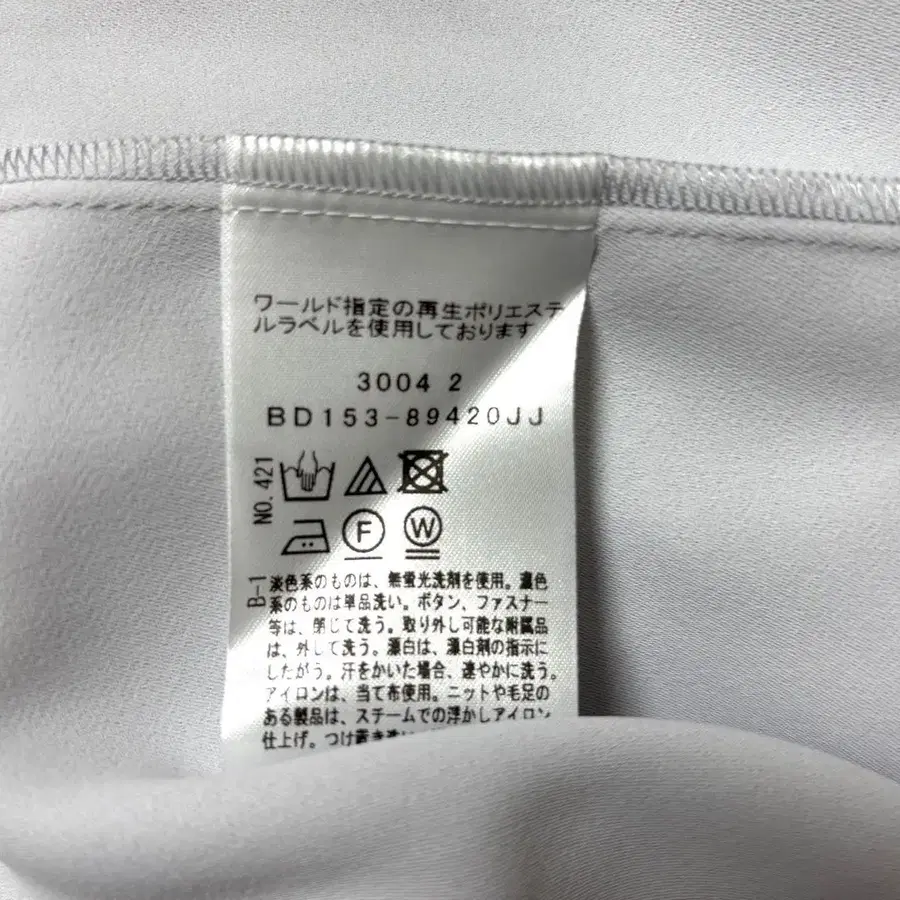 ワールド指定の再生ポリエステ
ルラベルを使用しております
3004 2
BD153-89420JJ
NO.421
F W
B-1
淡色系のものは、無蛍光洗剤を使用。濃色
系のものは単品洗い。ボタン、ファスナー
等は、閉じて洗う。取り外し可能な附属品
は、外して洗う。漂白は、漂白剤の指示に
したがう。汗をかいた場合、速やかに洗う。
アイロンは、当て布使用。ニットや毛足の
ある製品は、スチームでの浮かしアイロン
仕上げ。つけ置き洗い